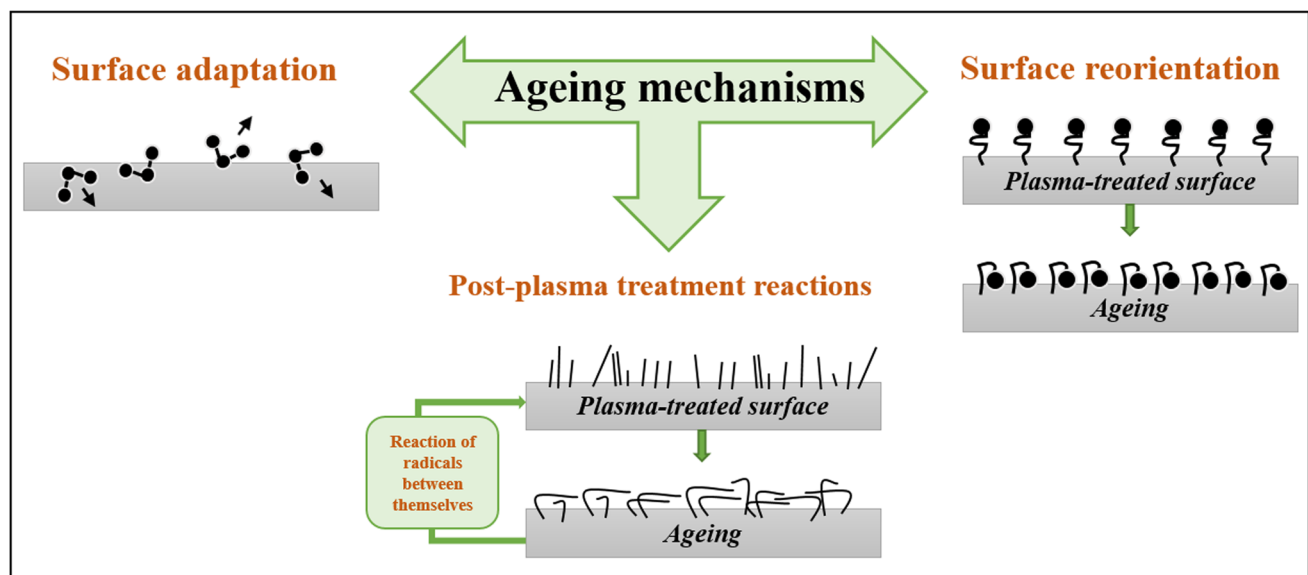 Ageing mechanisms
Surface adaptation
Surface reorientation
Plasma-treated surface
Ageing
Post-plasma treatment reactions
Plasma-treated surface
Reaction of
radicals
between
themselves
Ageing